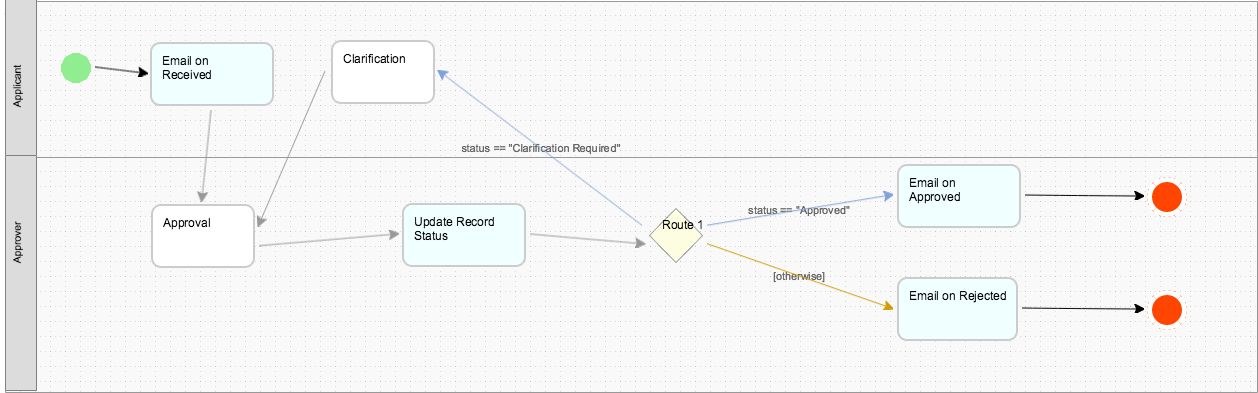 Applicant
Email on
Received
Clarification
status == "Clarification Required"
Approver
Approval
Update Record
Status
Route 1
status == "Approved"
[otherwise]
Email on
Approved
Email on Rejected